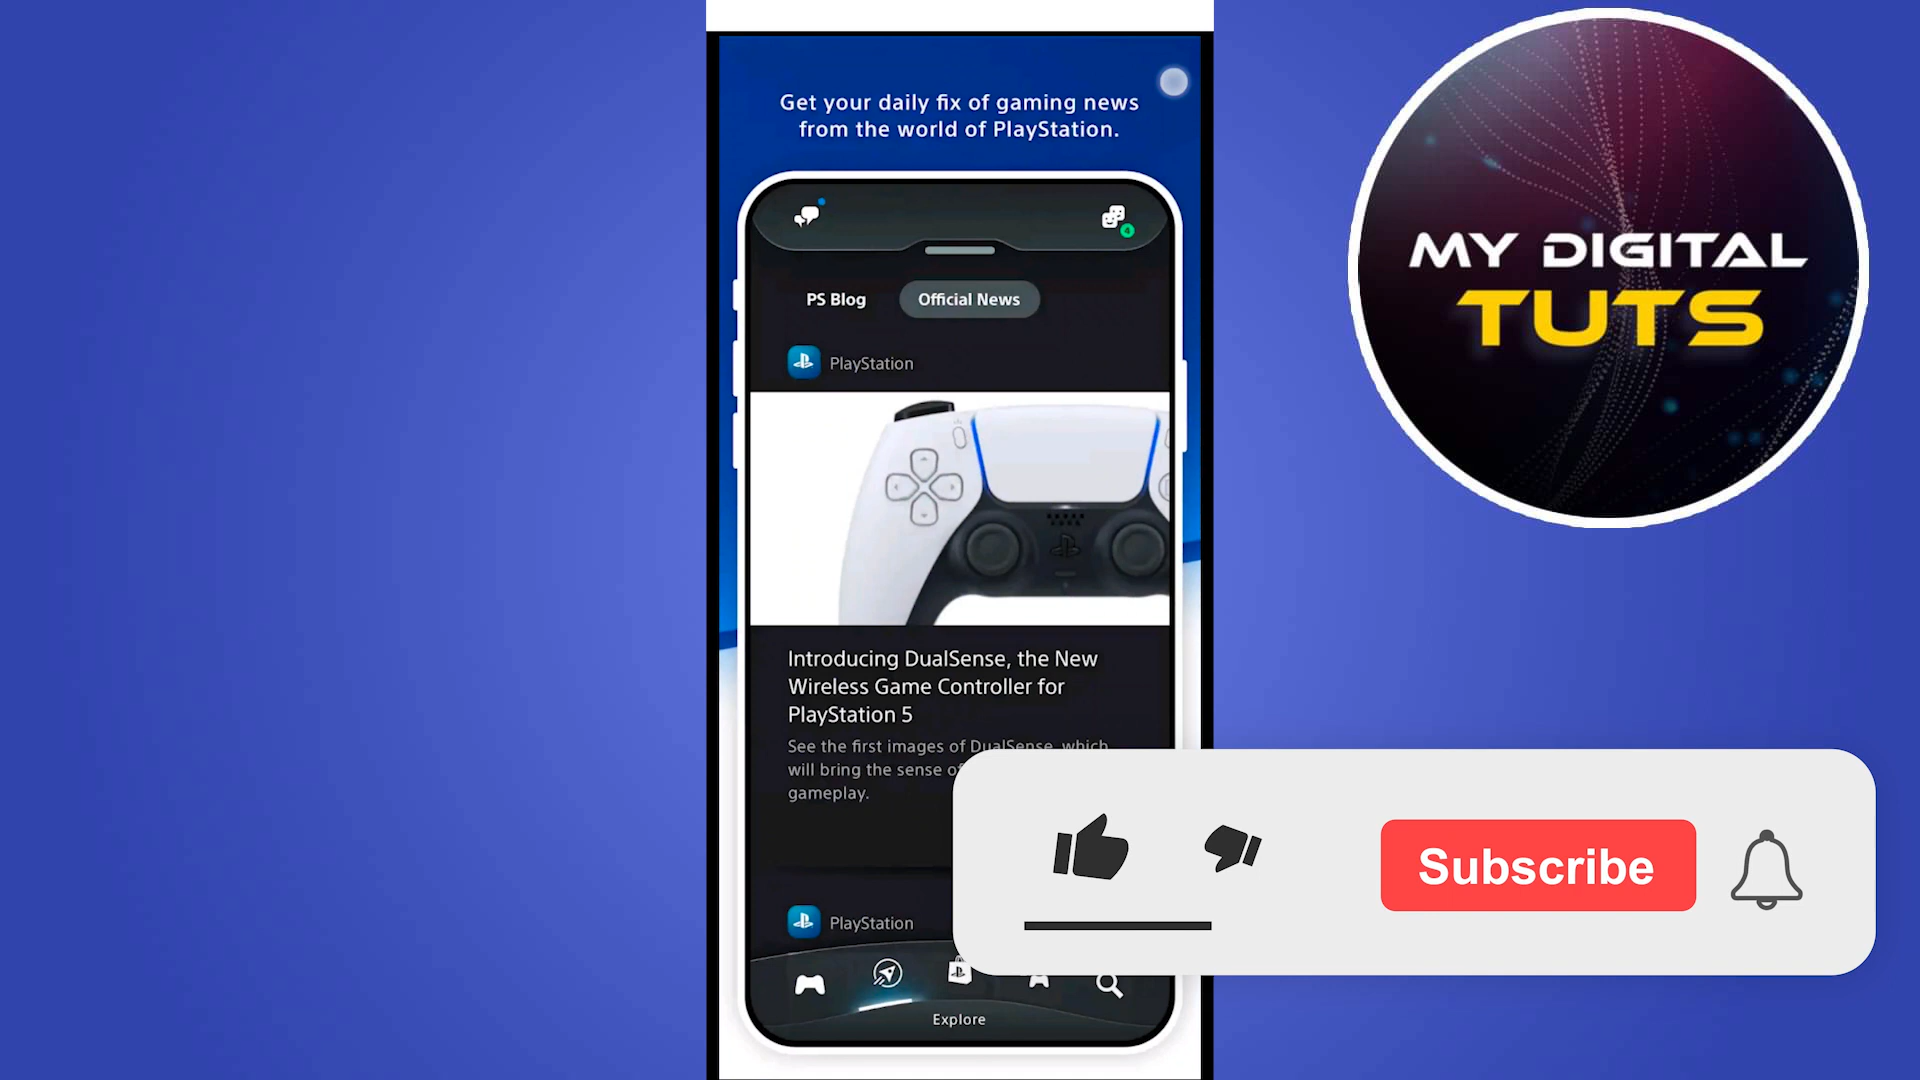 Get your daily fix of gaming news
from the world of PlayStation.
4
PS Blog
Official News
PlayStation
Introducing DualSense, the New
Wireless Game Controller for
PlayStation 5
See the first images of DualSense, which
will bring the sense of
gameplay.
PlayStation
Explore
MY DIGITAL
TUTS
Subscribe